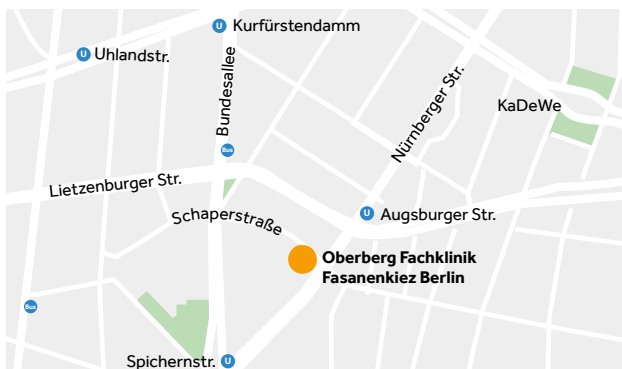 U Kurfürstendamm
U Uhlandstr.
Bundesallee
Nürnberger Str.
KaDeWe
Bus
Lietzenburger Str.
Schaperstraße
U Augsburger Str.
Oberberg Fachklinik
Fasanenkiez Berlin
Bus
Spichernstr. U